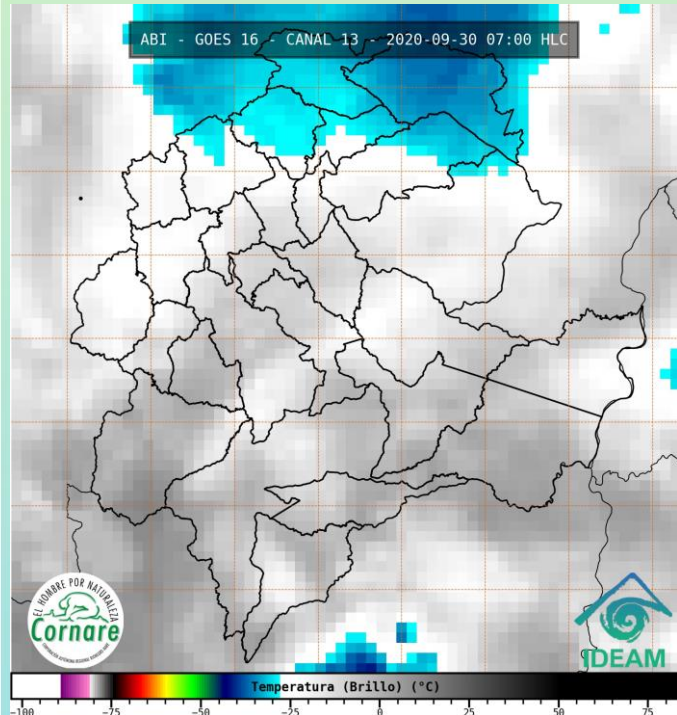 ABI - GOES 16 - CANAL 13 - 2020-09-30 07:00 HLC
EL HOMBRE POR NATURALEZA
Cornare
IDEAM
Temperatura (Brillo) (°C)
-100 -75 -50 -25 0 25 50 75